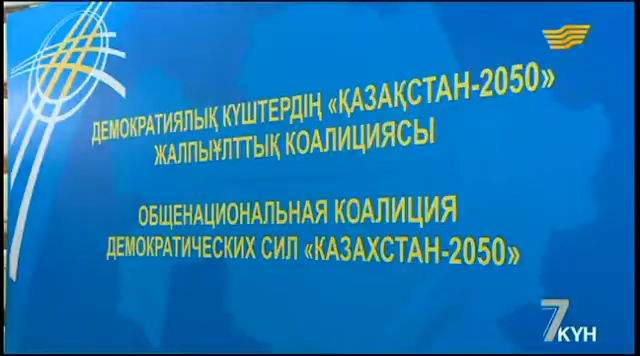 ДЕМОКРАТИЯЛЫҚ КҮШТЕРДІҢ «ҚАЗАҚСТАН-2050»
ЖАЛПЫҰЛТТЫҚ КОАЛИЦИЯСЫ
ОБЩЕНАЦИОНАЛЬНАЯ КОАЛИЦИЯ
ДЕМОКРАТИЧЕСКИХ СИЛ «КАЗАХСТАН-2050»
7
КҮН